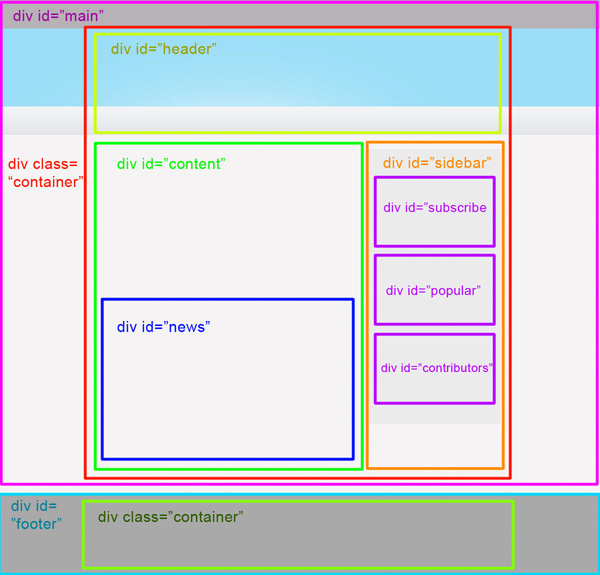 div id=”main”
div id=”header”
div class=
“container”
div id=”content”
div id=”sidebar”
div id=”subscribe
div id=”popular”
div id=”news”
div id=”contributors”
div id=
”footer”
div class=”container”